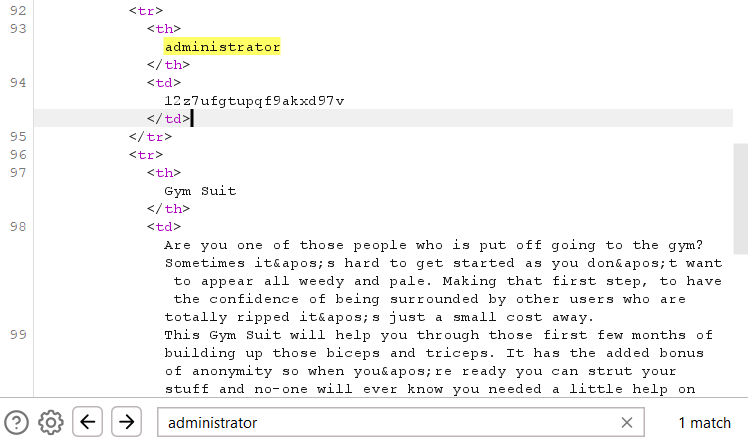 92 <tr>
93 <th>
administrator
</th>
94 <td>
12z7ufgtupqf9akxd97v
</td>
95 </tr>
96 <tr>
97 <th>
Gym Suit
</th>
98 <td>
Are you one of those people who is put off going to the gym?
Sometimes it&apos;s hard to get started as you don&apos;t want
to appear all weedy and pale. Making that first step, to have
the confidence of being surrounded by other users who are
totally ripped it&apos;s just a small cost away.
99 This Gym Suit will help you through those first few months of
building up those biceps and triceps. It has the added bonus
of anonymity so when you&apos;re ready you can strut your
stuff and no-one will ever know you needed a little help on
administrator 1 match